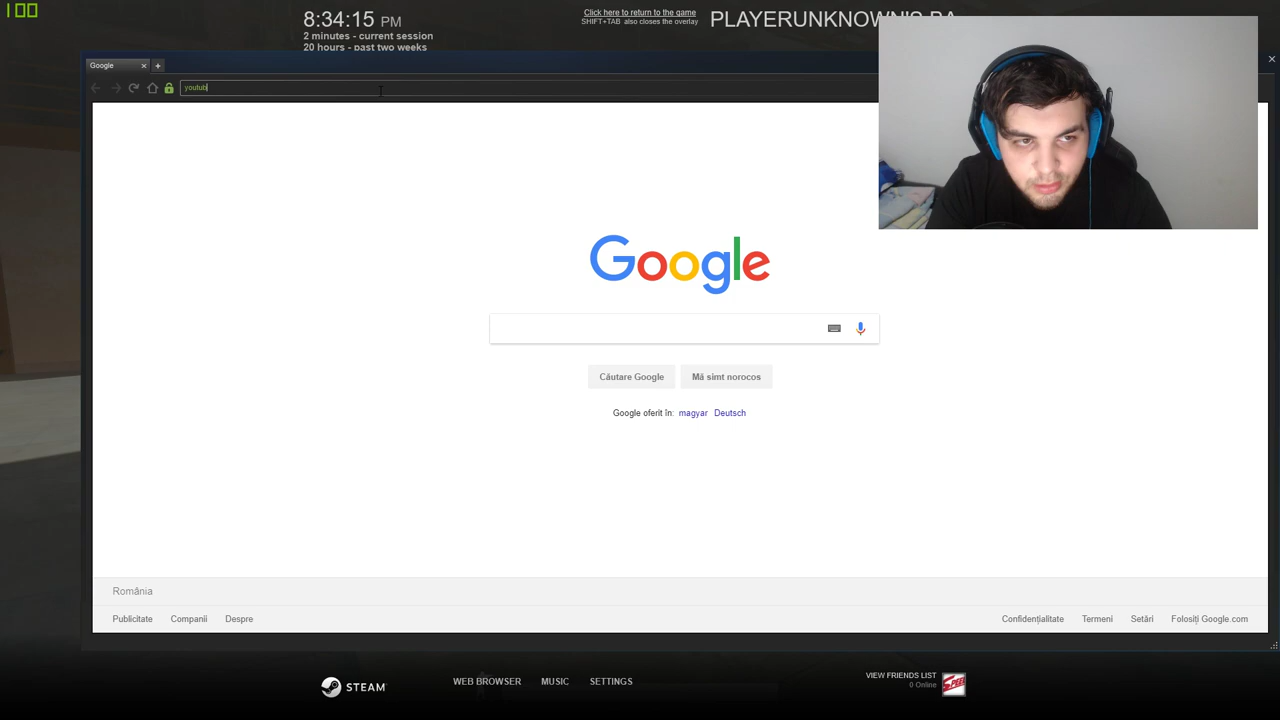 100
8:34:15 PM
2 minutes - current session
20 hours - past two weeks
Click here to return to the game
SHIFT+TAB also closes the overlay
PLAYERUNKNOWN'S BA
Google
youtub
Google
Căutare Google
Mă simt norocos
Google oferit în: magyar Deutsch
România
Publicitate
Companii
Despre
Confidențialitate
Termeni
Setări
Folosiți Google.com
STEAM
WEB BROWSER
MUSIC
SETTINGS
VIEW FRIENDS LIST
0 Online